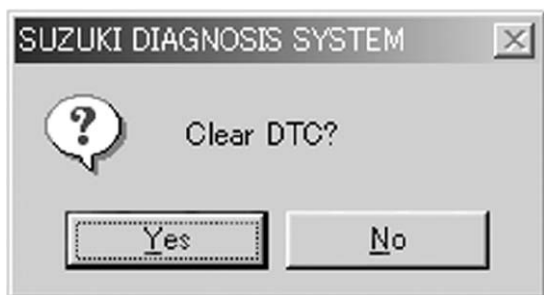 SUZUKI DIAGNOSIS SYSTEM
?
Clear DTC?
Yes No